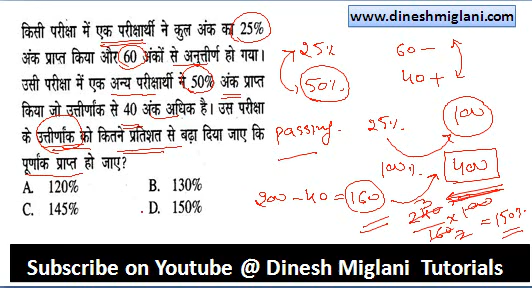 www.dineshmiglani.com
किसी परीक्षा में एक परीक्षार्थी ने कुल अंक का 25%
अंक प्राप्त किया और 60 अंकों से अनुत्तीर्ण हो गया।
उसी परीक्षा में एक अन्य परीक्षार्थी ने 50% अंक प्राप्त
किया जो उत्तीर्णांक से 40 अंक अधिक है। उस परीक्षा
के उत्तीर्णांक को कितने प्रतिशत से बढ़ा दिया जाए कि
पूर्णांक प्राप्त हो जाए?
A. 120% B. 130%
C. 145% D. 150%
25%
50%
60 -
40 +
passing.
25%
100
100%
400
200 - 40 = 160
240 × 100
160 2
= 150%
Subscribe on Youtube @ Dinesh Miglani Tutorials